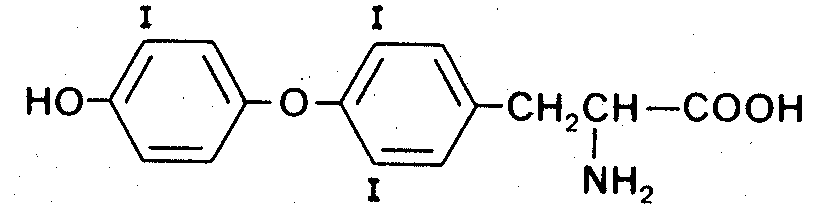 I I
HO O CH₂CH COOH
I NH₂